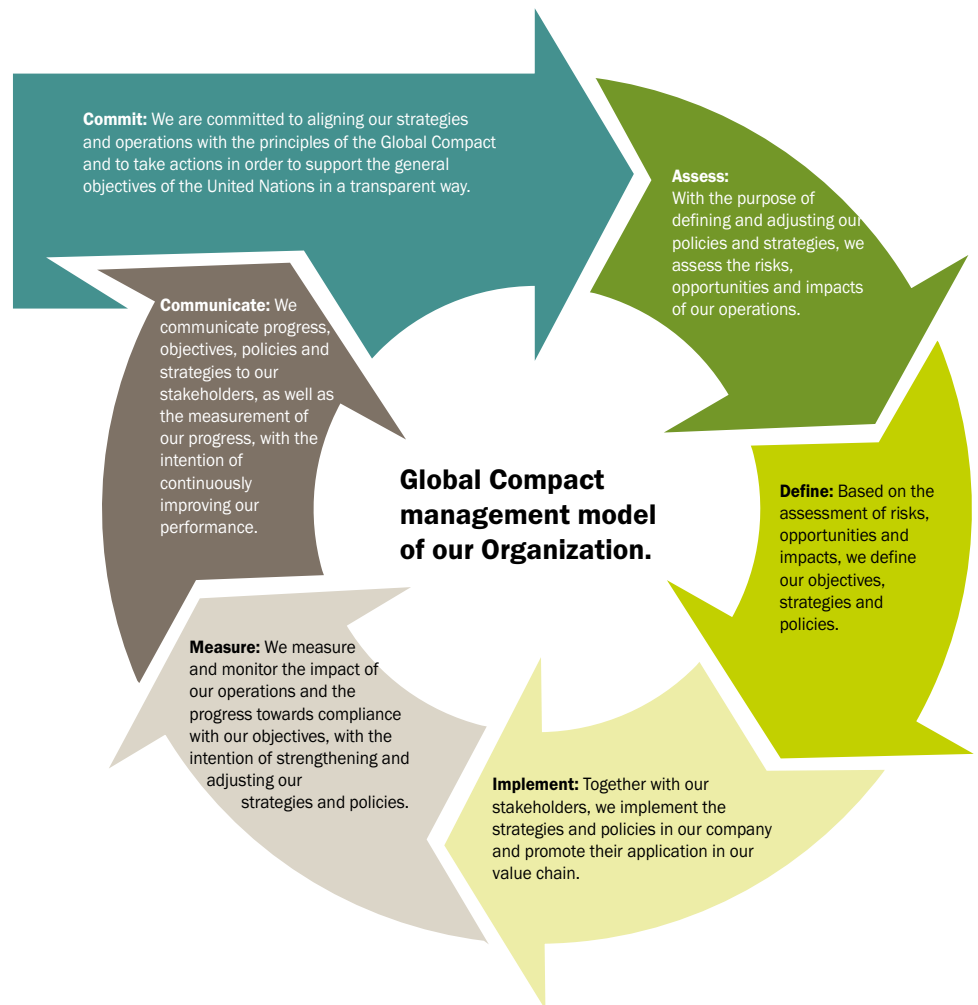 Commit: We are committed to aligning our strategies
and operations with the principles of the Global Compact
and to take actions in order to support the general
objectives of the United Nations in a transparent way.
Assess:
With the purpose of
defining and adjusting our
policies and strategies, we
assess the risks,
opportunities and impacts
of our operations.
Define: Based on the
assessment of risks,
opportunities and
impacts, we define
our objectives,
strategies and
policies.
Implement: Together with our
stakeholders, we implement the
strategies and policies in our company
and promote their application in our
value chain.
Measure: We measure
and monitor the impact of
our operations and the
progress towards compliance
with our objectives, with the
intention of strengthening and
adjusting our
strategies and policies.
Communicate: We
communicate progress,
objectives, policies and
strategies to our
stakeholders, as well as
the measurement of
our progress, with the
intention of
continuously
improving our
performance.
Global Compact
management model
of our Organization.